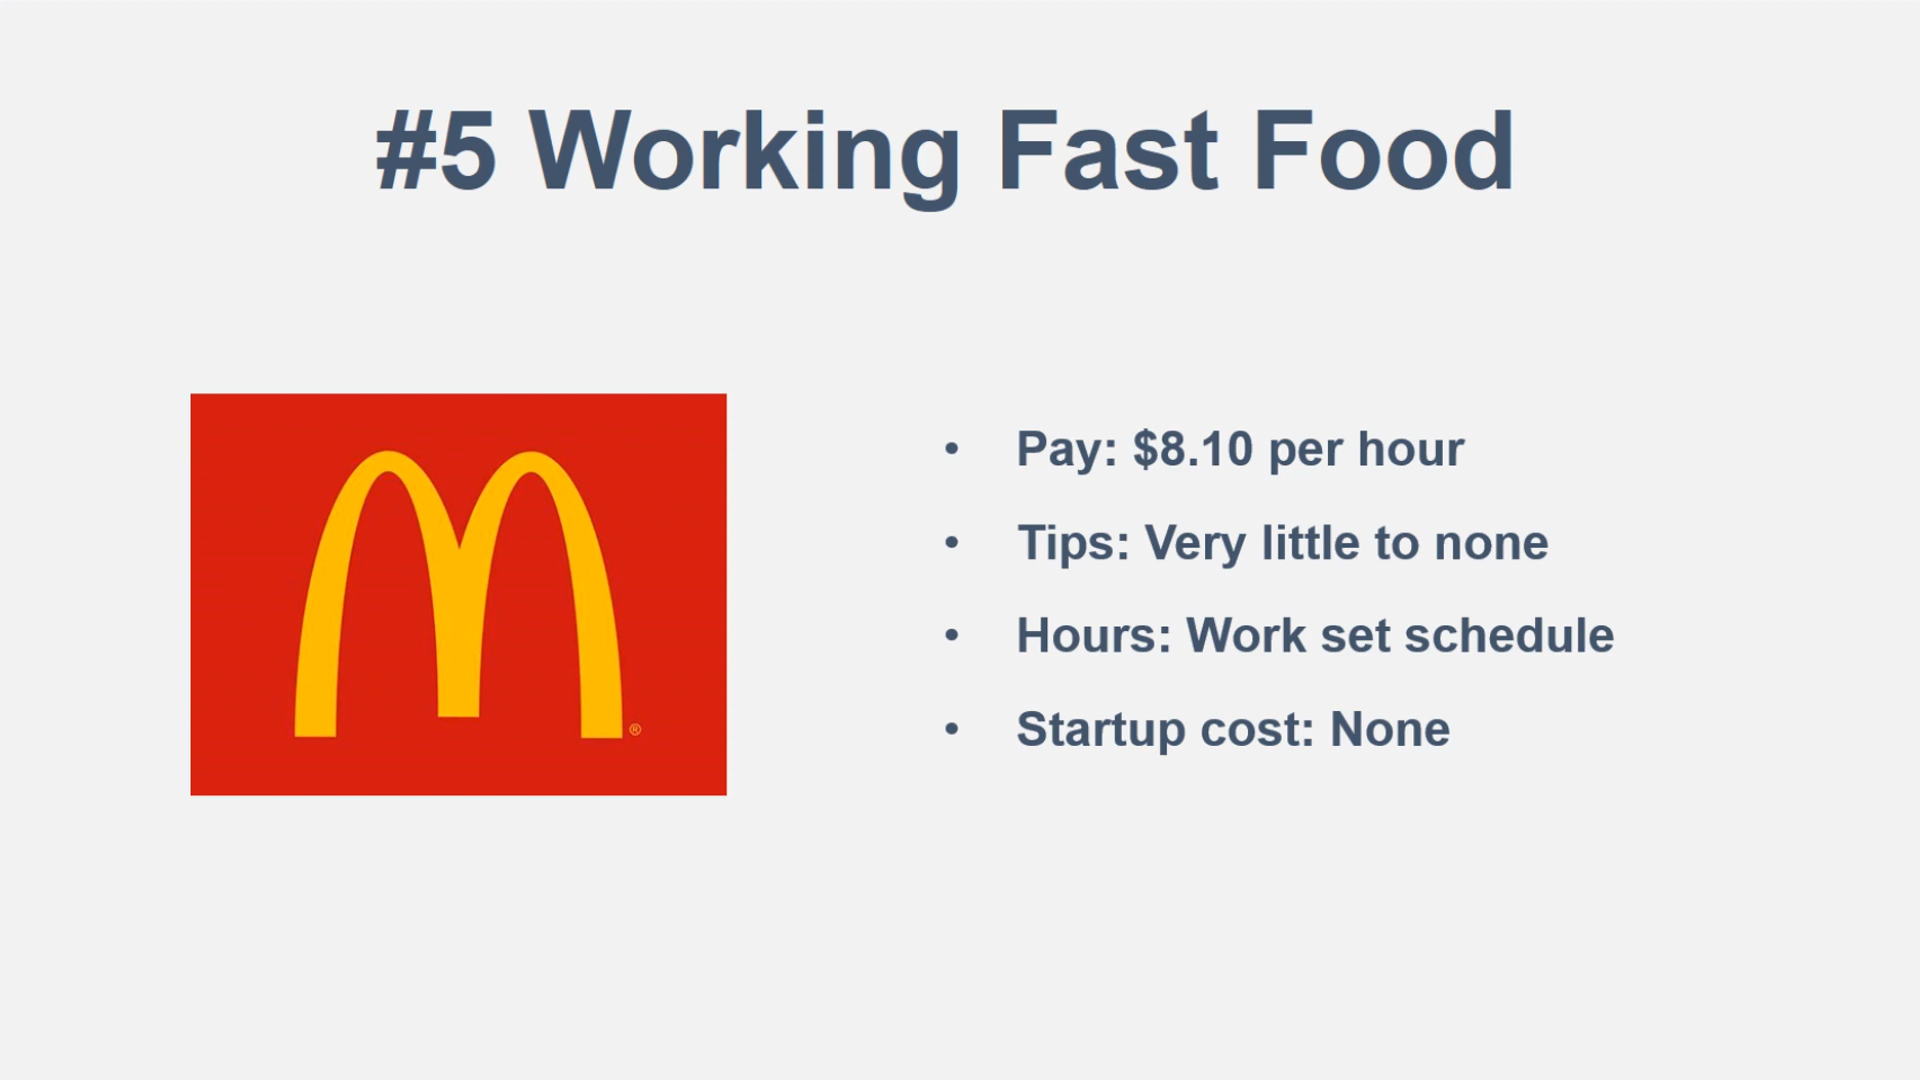 #5 Working Fast Food
• Pay: $8.10 per hour
• Tips: Very little to none
• Hours: Work set schedule
• Startup cost: None
®